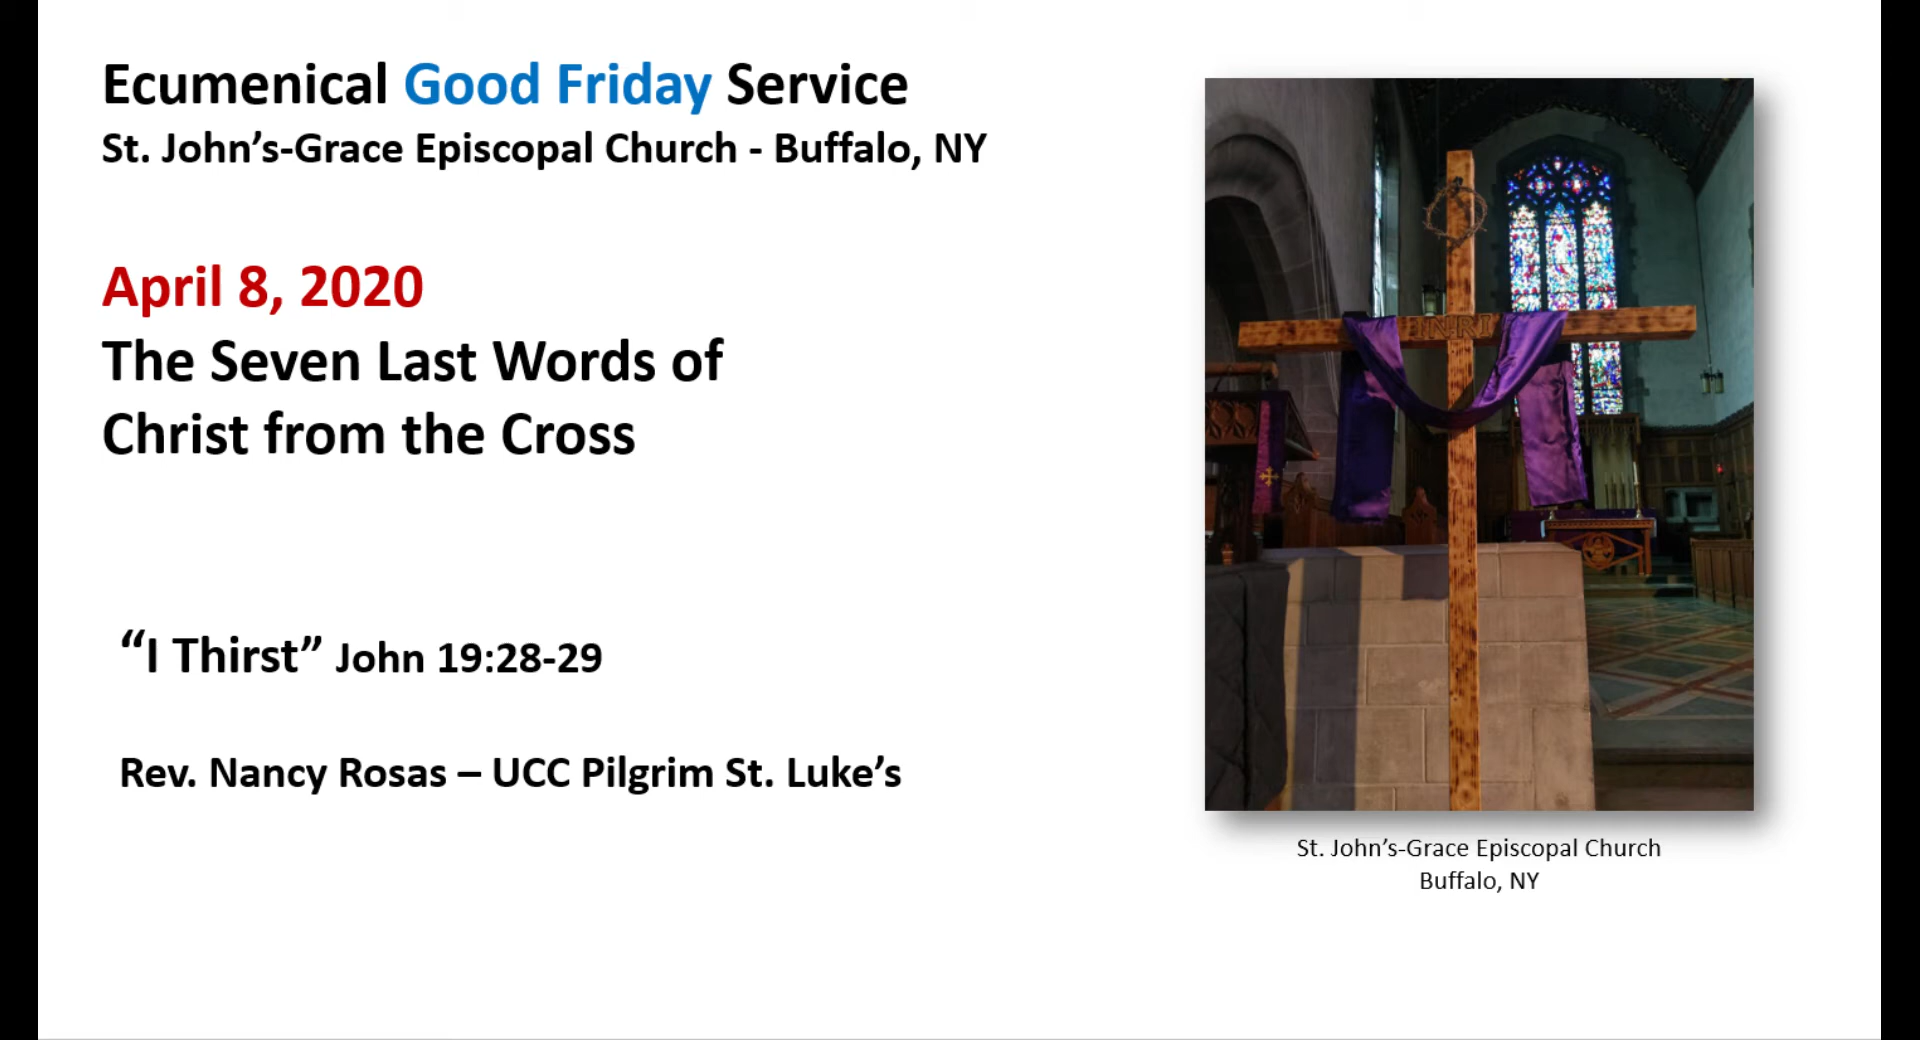 Ecumenical Good Friday Service
St. John’s-Grace Episcopal Church - Buffalo, NY
April 8, 2020
The Seven Last Words of
Christ from the Cross
“I Thirst” John 19:28-29
Rev. Nancy Rosas – UCC Pilgrim St. Luke’s
INRI
St. John’s-Grace Episcopal Church
Buffalo, NY